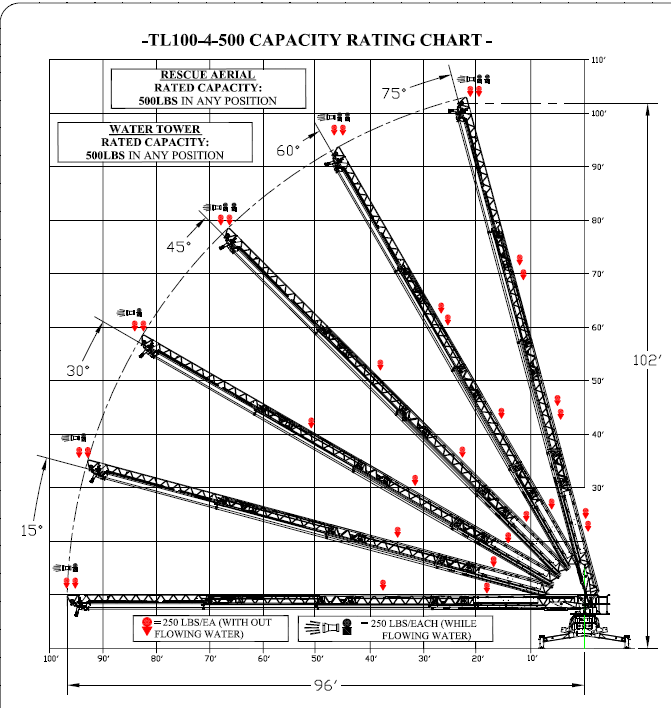 -TL100-4-500 CAPACITY RATING CHART -
110'
RESCUE AERIAL
RATED CAPACITY:
500LBS IN ANY POSITION
75°
100'
WATER TOWER
RATED CAPACITY:
500LBS IN ANY POSITION
60°
90'
80'
45°
70'
60'
30°
102'
50'
40'
30'
15°
= 250 LBS/EA (WITH OUT
FLOWING WATER)
= 250 LBS/EACH (WHILE
FLOWING WATER)
100' 90' 80' 70' 60' 50' 40' 30' 20' 10'
96'